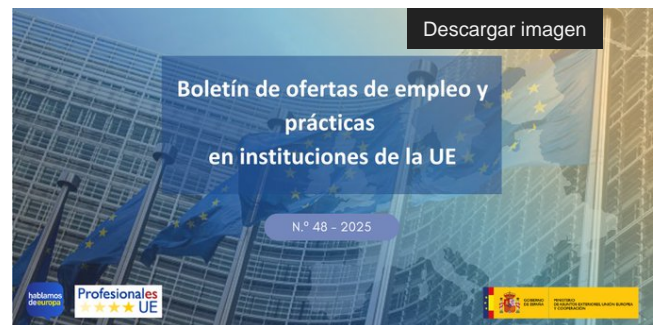 Descargar imagen
Boletín de ofertas de empleo y
prácticas
en instituciones de la UE
N.º 48 - 2025
hablamos
deeuropa
Profesionales
UE
GOBIERNO
DE ESPAÑA
MINISTERIO
DE ASUNTOS EXTERIORES, UNIÓN EUROPEA
Y COOPERACIÓN